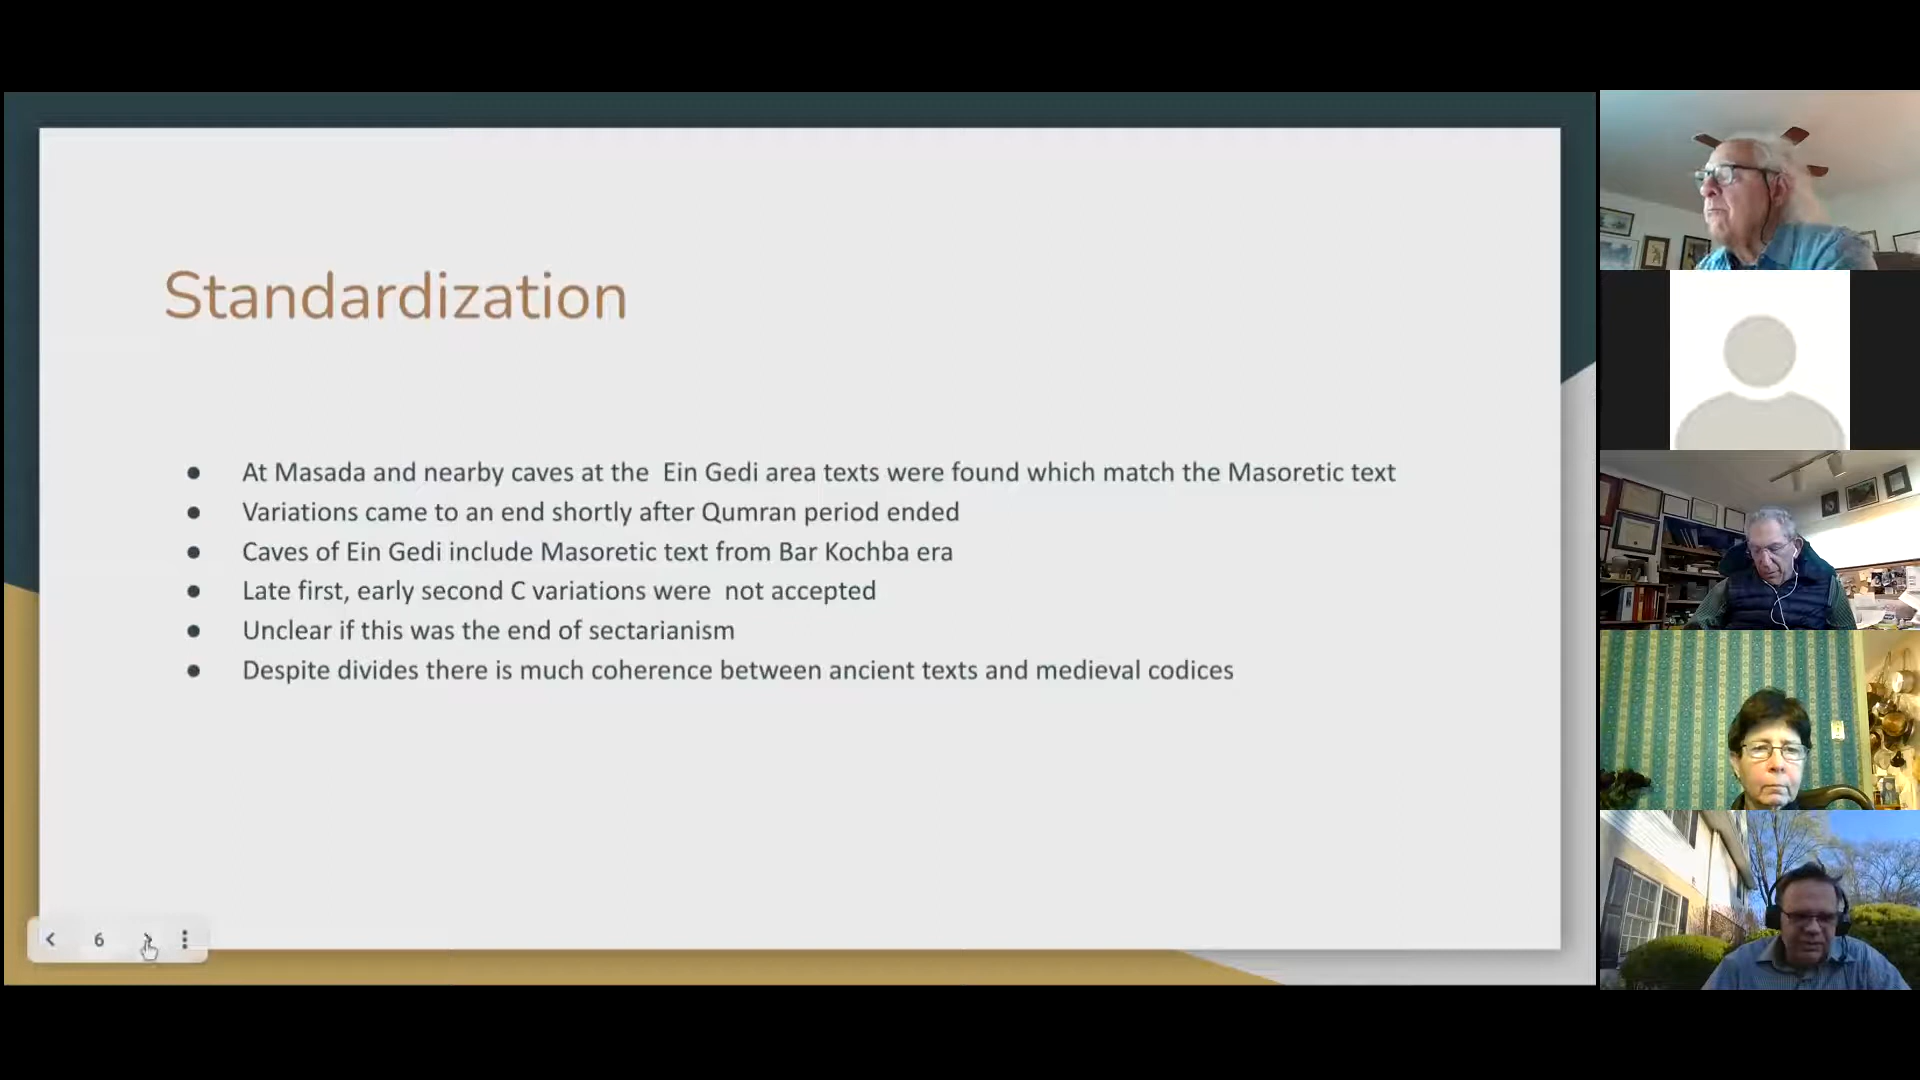 Standardization
● At Masada and nearby caves at the  Ein Gedi area texts were found which match the Masoretic text
● Variations came to an end shortly after Qumran period ended
● Caves of Ein Gedi include Masoretic text from Bar Kochba era
● Late first, early second C variations were  not accepted
● Unclear if this was the end of sectarianism
● Despite divides there is much coherence between ancient texts and medieval codices
6